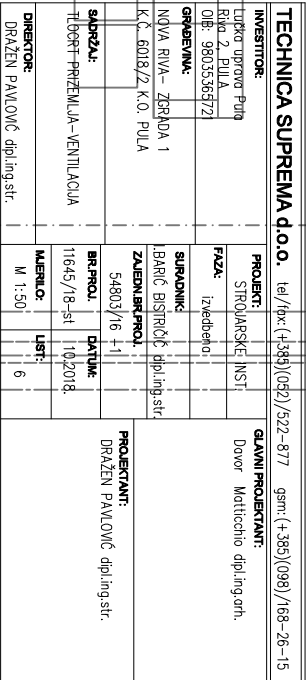 TECHNICA SUPREMA d.o.o. tel/fax:(+385)(052)/522-877 gsm:(+385)(098)/168-26-15
INVESTITOR:
Lučka uprava Pula
Riva 2, PULA
OIB: 98035365721
GRAĐEVINA:
NOVA RIVA- ZGRADA 1
K.Č. 6018/2 K.O. PULA
SADRŽAJ:
TLOCRT PRIZEMLJA-VENTILACIJA
DIREKTOR:
DRAŽEN PAVLOVIĆ dipl.ing.str.
PROJEKT:
STROJARSKE INST.
FAZA:
izvedbena
SURADNIK:
I.BARIĆ BISTRIČIĆ dipl.ing.str.
ZAJEDN.BR.PROJ.
54803/16 -1
BR.PROJ. DATUM:
11645/18-st 10.2018.
MJERILO: LIST:
M 1:50 6
GLAVNI PROJEKTANT:
Davor Matticchio dipl.ing.arh.
PROJEKTANT:
DRAŽEN PAVLOVIĆ dipl.ing.str.